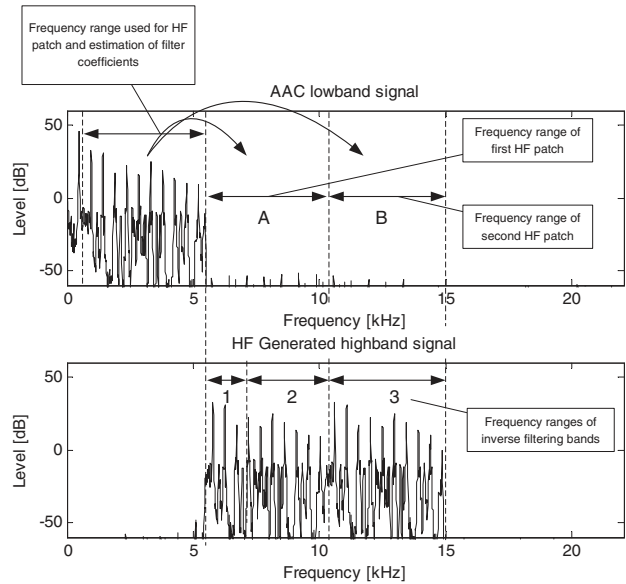 Frequency range used for HF
patch and estimation of filter
coefficients
AAC lowband signal
50
0
-50
Level [dB]
A
B
Frequency range of
first HF patch
Frequency range of
second HF patch
0
5
10
15
20
Frequency [kHz]
HF Generated highband signal
50
0
-50
Level [dB]
1
2
3
Frequency ranges of
inverse filtering bands
0
5
10
15
20
Frequency [kHz]